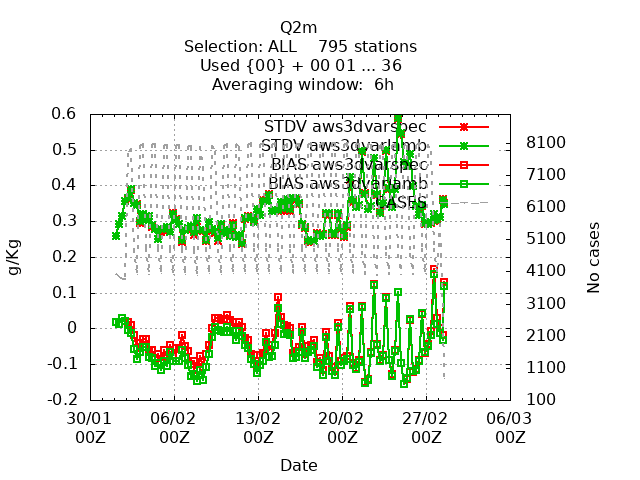 Q2m
Selection: ALL    795 stations
Used {00} + 00 01 ... 36
Averaging window:  6h
STDV aws3dvarspec
STDV aws3dvarlamb
BIAS aws3dvarspec
BIAS aws3dvarlamb
CASES
0.6
0.5
0.4
0.3
0.2
0.1
0
-0.1
-0.2
g/Kg
8100
7100
6100
5100
4100
3100
2100
1100
100
No cases
30/01 06/02 13/02 20/02 27/02 06/03
00Z 00Z 00Z 00Z 00Z 00Z
Date